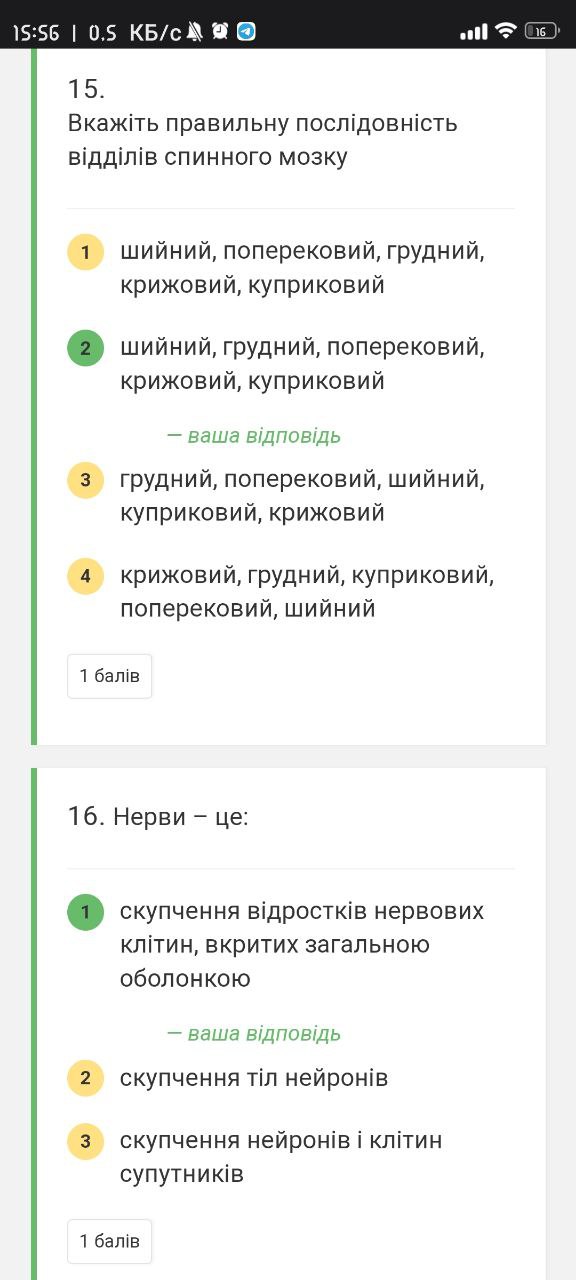 15:56 | 0.5 КБ/с
16
15.
Вкажіть правильну послідовність
відділів спинного мозку
1 шийний, поперековий, грудний,
крижовий, куприковий
2 шийний, грудний, поперековий,
крижовий, куприковий
— ваша відповідь
3 грудний, поперековий, шийний,
куприковий, крижовий
4 крижовий, грудний, куприковий,
поперековий, шийний
1 балів
16. Нерви – це:
1 скупчення відростків нервових
клітин, вкритих загальною
оболонкою
— ваша відповідь
2 скупчення тіл нейронів
3 скупчення нейронів і клітин
супутників
1 балів